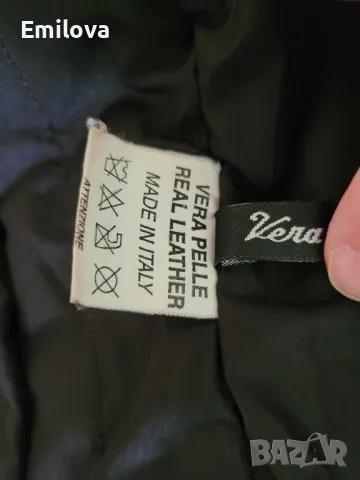 Emilova
VERA PELLE
REAL LEATHER
MADE IN ITALY
ATTENZIONE
Vera
BAZAR